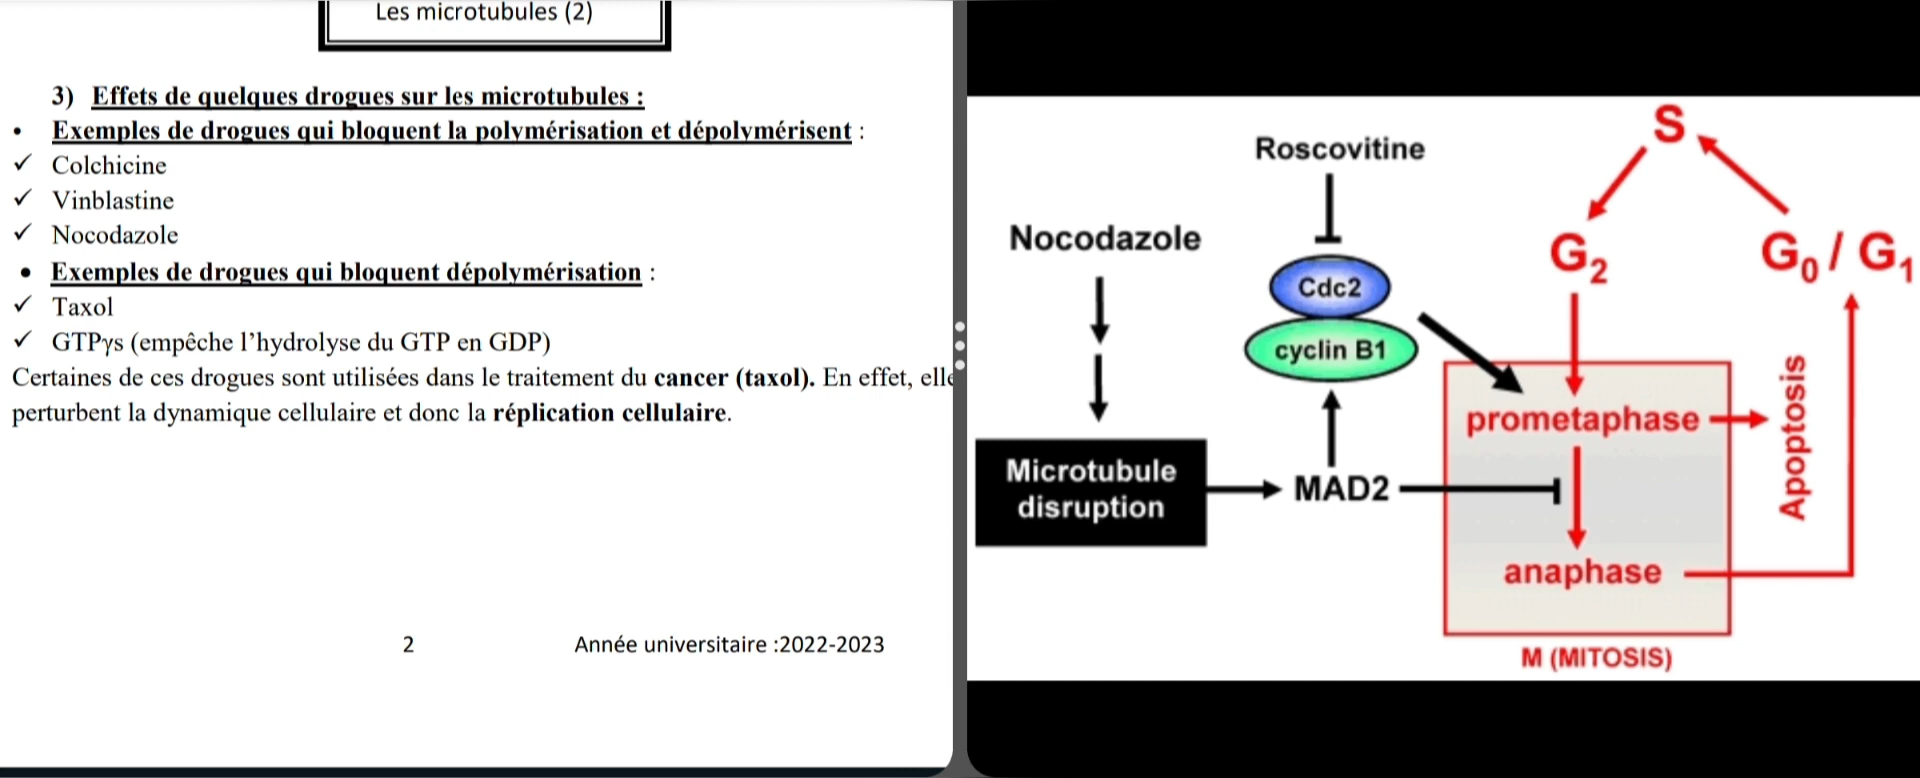 Les microtubules (2)
3) Effets de quelques drogues sur les microtubules :
• Exemples de drogues qui bloquent la polymérisation et dépolymérisent :
✓ Colchicine
✓ Vinblastine
✓ Nocodazole
• Exemples de drogues qui bloquent dépolymérisation :
✓ Taxol
✓ GTPγs (empêche l’hydrolyse du GTP en GDP)
Certaines de ces drogues sont utilisées dans le traitement du cancer (taxol). En effet, elle
perturbent la dynamique cellulaire et donc la réplication cellulaire.
2 Année universitaire :2022-2023
S
Roscovitine
Nocodazole
G2
G0 / G1
Cdc2
cyclin B1
prometaphase
Apoptosis
Microtubule
disruption
MAD2
anaphase
M (MITOSIS)